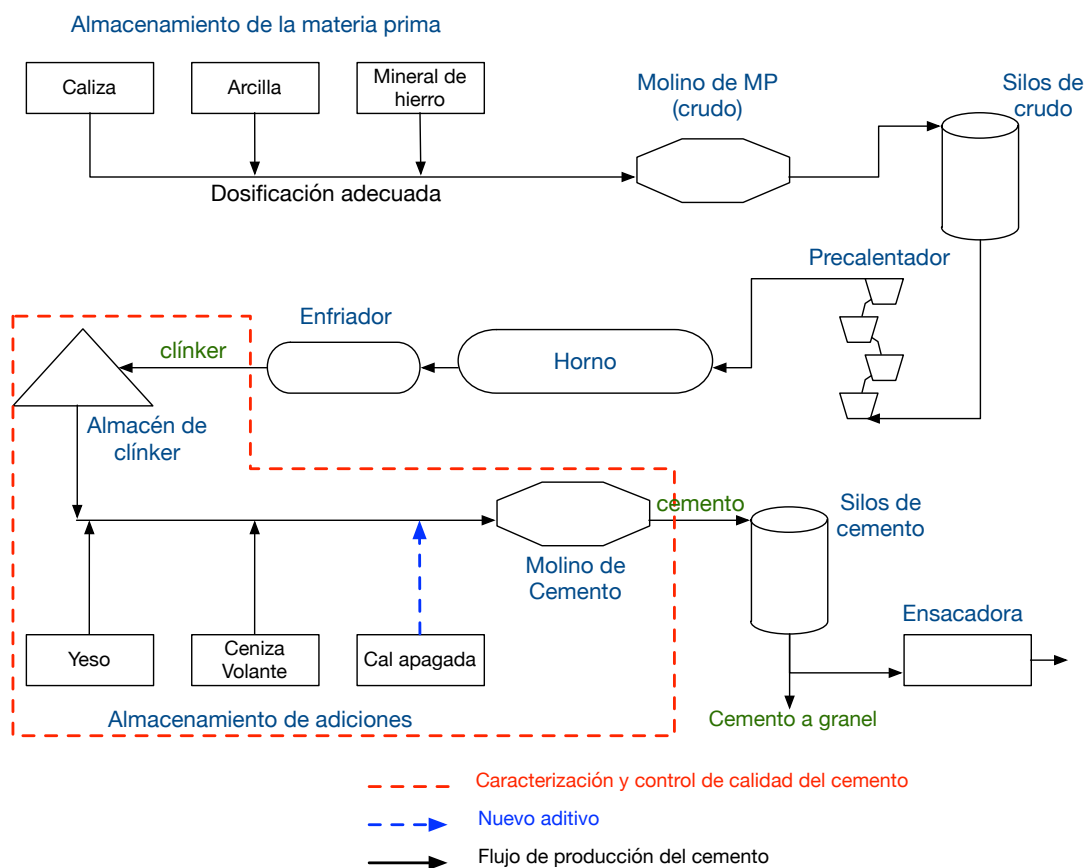 Almacenamiento de la materia prima
Caliza
Arcilla
Mineral de
hierro
Molino de MP
(crudo)
Silos de
crudo
Dosificación adecuada
Precalentador
Enfriador
clínker
Horno
Almacén de
clínker
cemento
Silos de
cemento
Molino de
Cemento
Ensacadora
Yeso
Ceniza
Volante
Cal apagada
Almacenamiento de adiciones
Cemento a granel
Caracterización y control de calidad del cemento
Nuevo aditivo
Flujo de producción del cemento